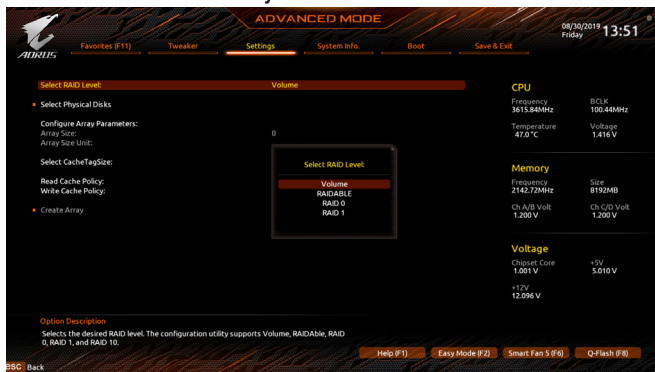 ADVANCED MODE
08/30/2019 13:51
Friday
AORUS
Favorites (F11) Tweaker Settings System Info. Boot Save & Exit
Select RAID Level: Volume
Select Physical Disks
Configure Array Parameters:
Array Size: 0
Array Size Unit:
Select CacheTagSize:
Read Cache Policy:
Write Cache Policy:
Create Array
Select RAID Level:
Volume
RAIDABLE
RAID 0
RAID 1
CPU
Frequency BCLK
3615.84MHz 100.44MHz
Temperature Voltage
47.0 °C 1.416 V
Memory
Frequency Size
2142.72MHz 8192MB
Ch A/B Volt Ch C/D Volt
1.200 V 1.200 V
Voltage
Chipset Core +5V
1.001 V 5.010 V
+12V
12.096 V
Option Description
Selects the desired RAID level. The configuration utility supports Volume, RAIDAble, RAID
0, RAID 1, and RAID 10.
Help (F1) Easy Mode (F2) Smart Fan 5 (F6) Q-Flash (F8)
esc Back